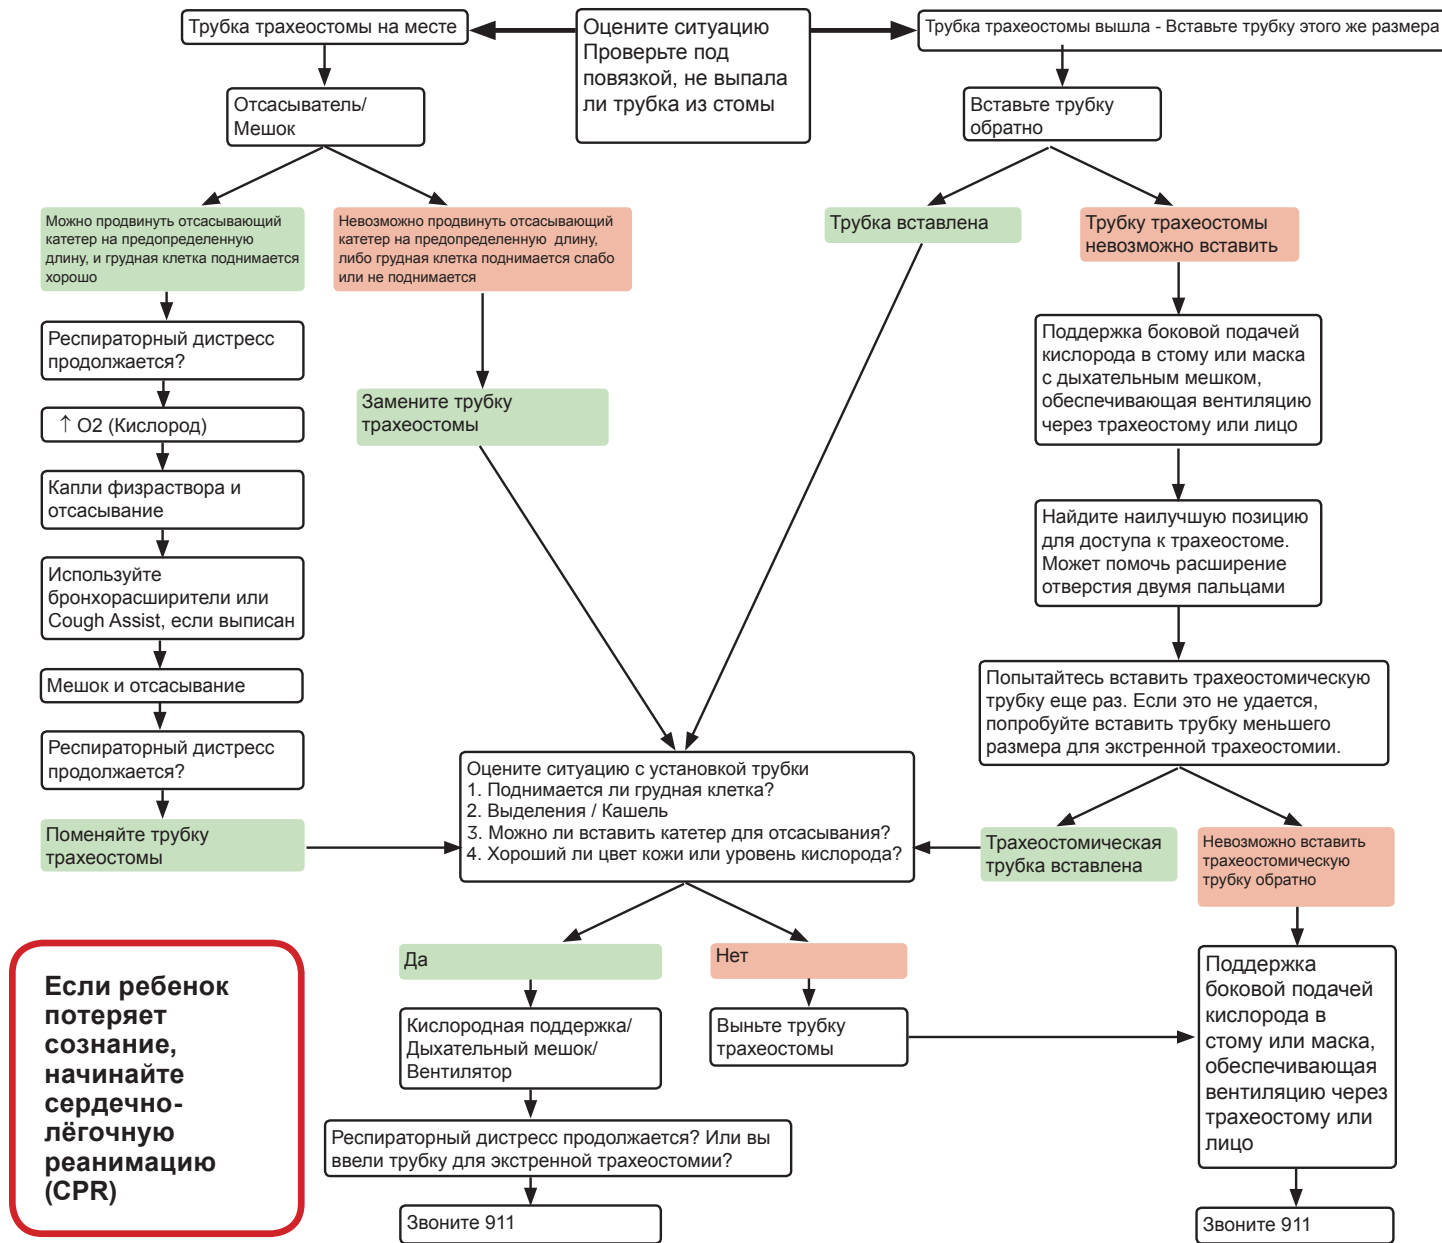 Трубка трахеостомы на месте
Оцените ситуацию
Проверьте под
повязкой, не выпала
ли трубка из стомы
Трубка трахеостомы вышла - Вставьте трубку этого же размера
Отсасыватель/
Мешок
Вставьте трубку
обратно
Можно продвинуть отсасывающий
катетер на предопределенную
длину, и грудная клетка поднимается
хорошо
Невозможно продвинуть отсасывающий
катетер на предопределенную длину,
либо грудная клетка поднимается слабо
или не поднимается
Трубка вставлена
Трубку трахеостомы
невозможно вставить
Респираторный дистресс
продолжается?
↑ O2 (Кислород)
Капли физраствора и
отсасывание
Используйте
бронхорасширители или
Cough Assist, если выписан
Мешок и отсасывание
Респираторный дистресс
продолжается?
Поменяйте трубку
трахеостомы
Замените трубку
трахеостомы
Поддержка боковой подачей
кислорода в стому или маска
с дыхательным мешком,
обеспечивающая вентиляцию
через трахеостому или лицо
Найдите наилучшую позицию
для доступа к трахеостоме.
Может помочь расширение
отверстия двумя пальцами
Попытайтесь вставить трахеостомическую
трубку еще раз. Если это не удается,
попробуйте вставить трубку меньшего
размера для экстренной трахеостомии.
Оцените ситуацию с установкой трубки
1. Поднимается ли грудная клетка?
2. Выделения / Кашель
3. Можно ли вставить катетер для отсасывания?
4. Хороший ли цвет кожи или уровень кислорода?
Трахеостомическая
трубка вставлена
Невозможно вставить
трахеостомическую
трубку обратно
Да
Нет
Кислородная поддержка/
Дыхательный мешок/
Вентилятор
Выньте трубку
трахеостомы
Поддержка
боковой подачей
кислорода в
стому или маска,
обеспечивающая
вентиляцию через
трахеостому или
лицо
Респираторный дистресс продолжается? Или вы
ввели трубку для экстренной трахеостомии?
Звоните 911
Звоните 911
Если ребенок
потеряет
сознание,
начинайте
сердечно-
лёгочную
реанимацию
(CPR)